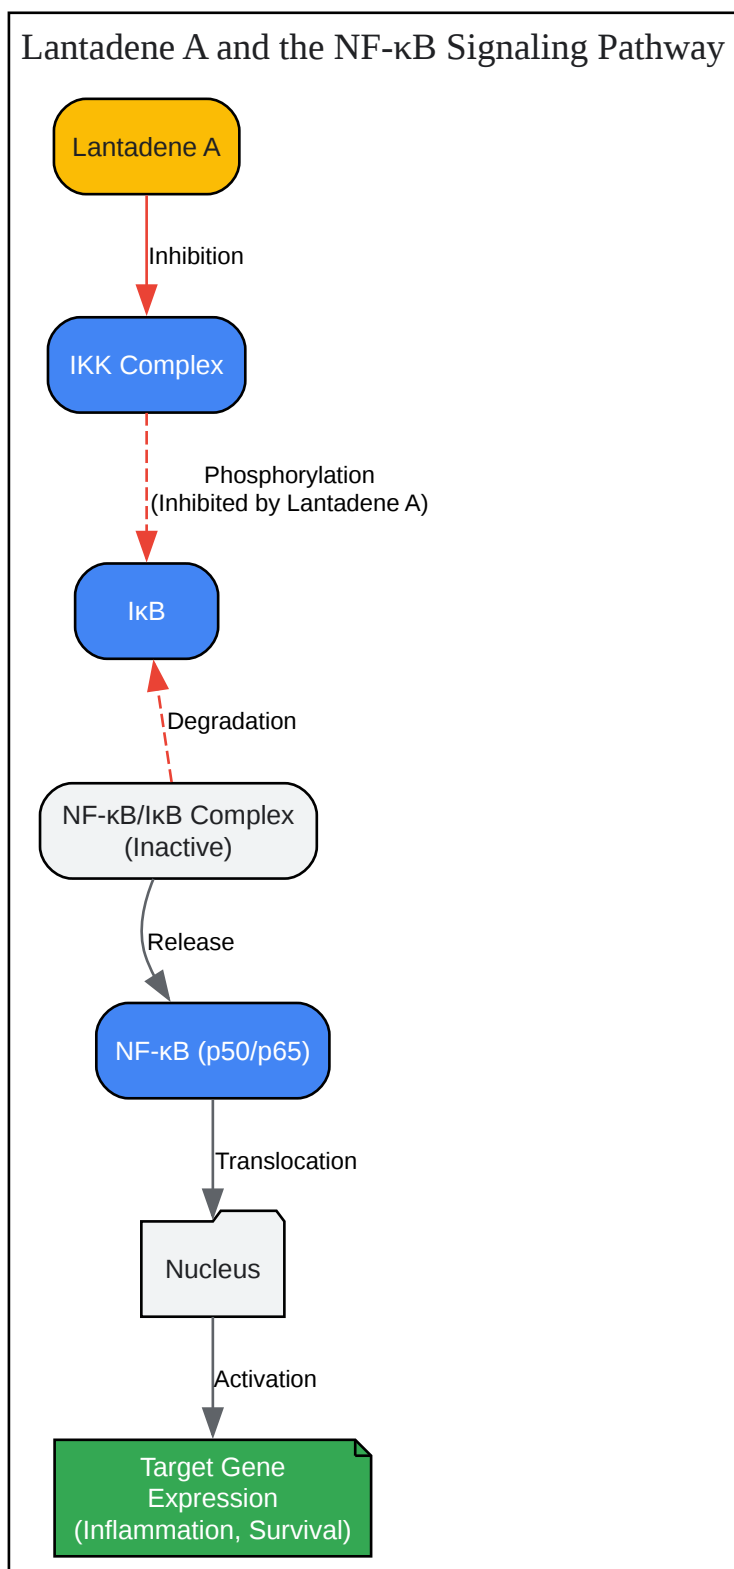 Lantadene A and the NF-κB Signaling Pathway
Lantadene A
Inhibition
IKK Complex
Phosphorylation
(Inhibited by Lantadene A)
IκB
Degradation
NF-κB/IκB Complex
(Inactive)
Release
NF-κB (p50/p65)
Translocation
Nucleus
Activation
Target Gene
Expression
(Inflammation, Survival)